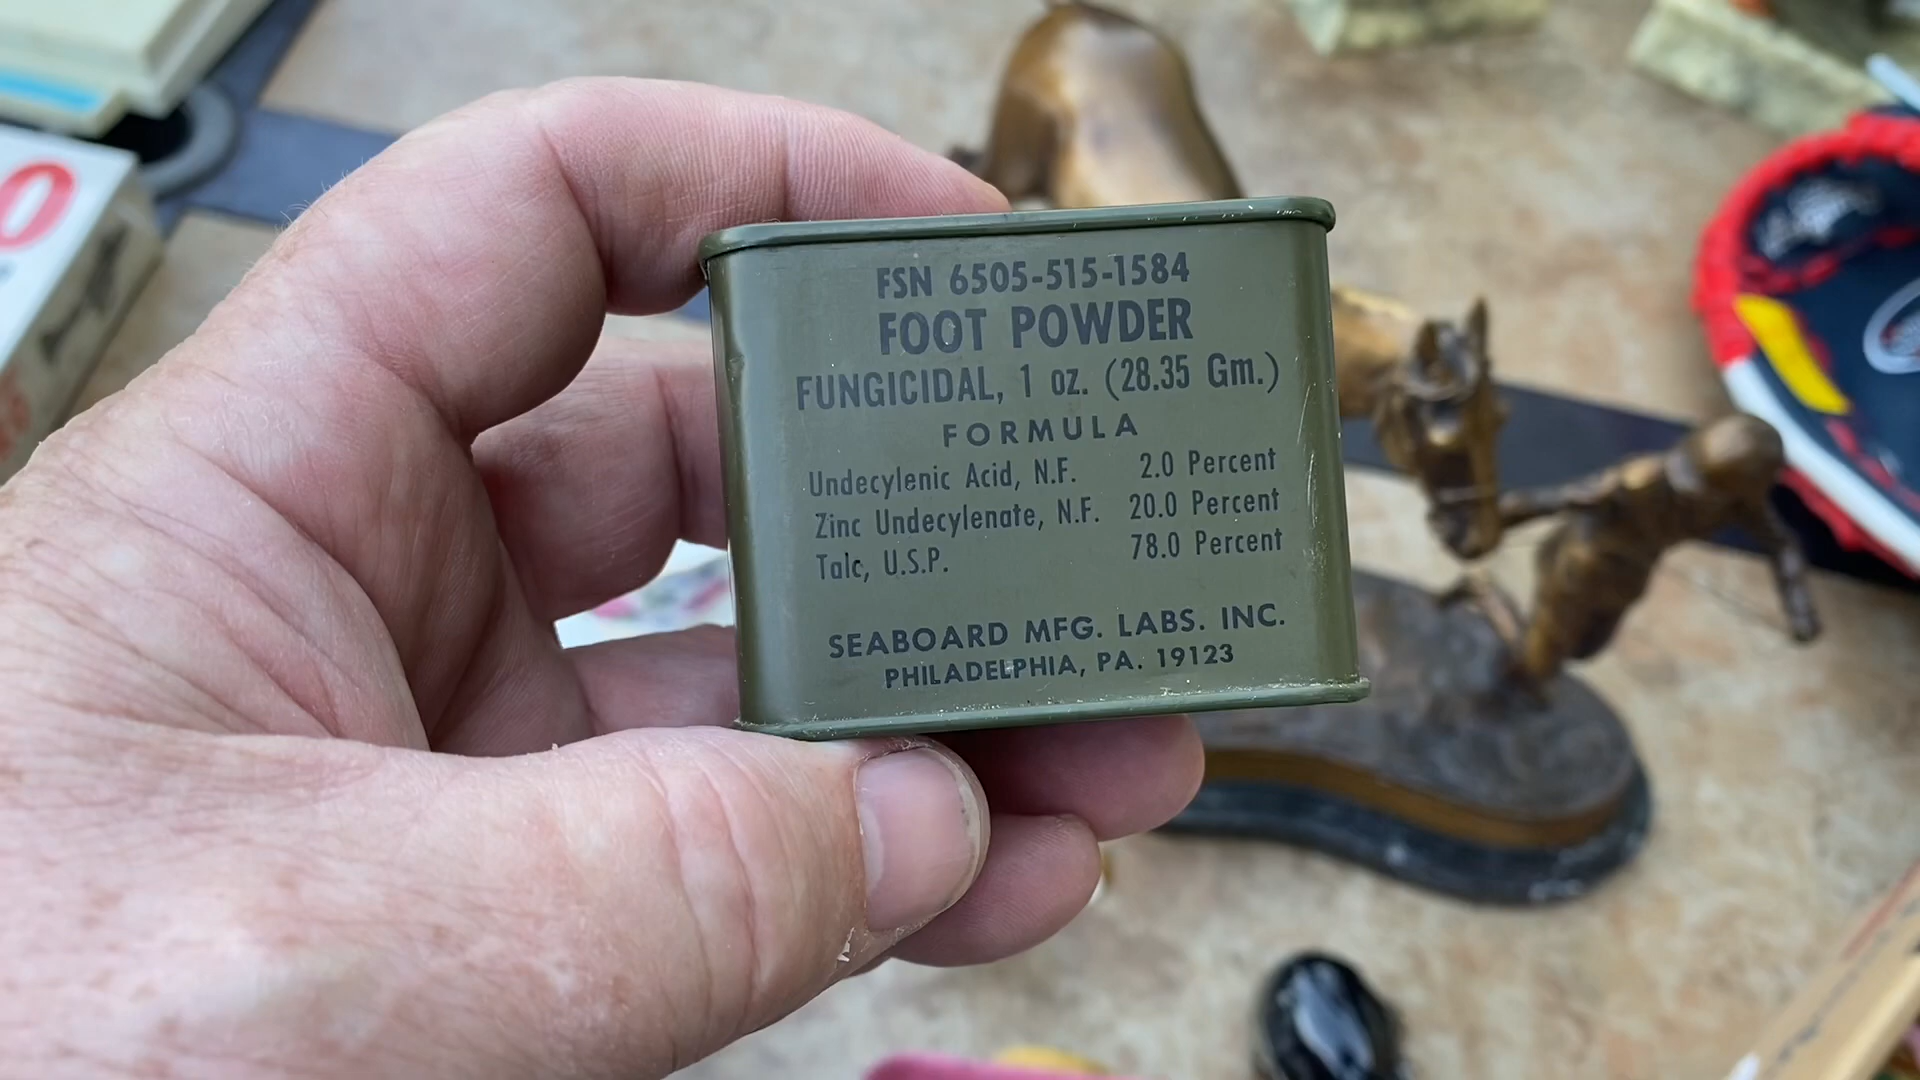 FSN 6505-515-1584
FOOT POWDER
FUNGICIDAL, 1 oz. (28.35 Gm.)
FORMULA
Undecylenic Acid, N.F. 2.0 Percent
Zinc Undecylenate, N.F. 20.0 Percent
Talc, U.S.P. 78.0 Percent
SEABOARD MFG. LABS. INC.
PHILADELPHIA, PA. 19123